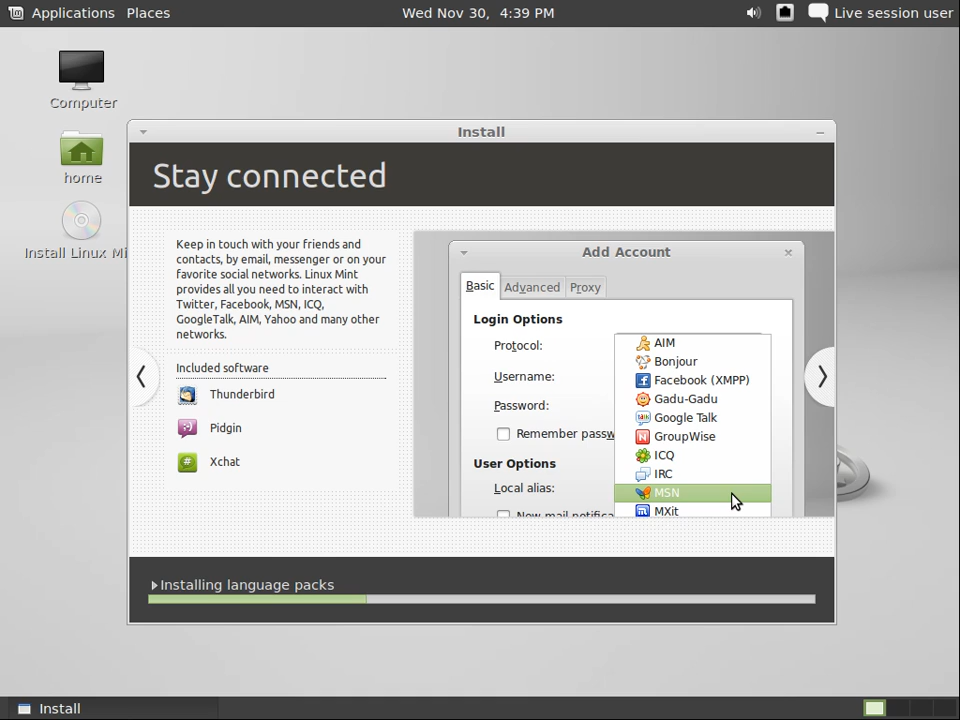 Applications Places Wed Nov 30, 4:39 PM Live session user
Computer
home
Install Linux Mi
Install
Stay connected
Keep in touch with your friends and
contacts, by email, messenger or on your
favorite social networks. Linux Mint
provides all you need to interact with
Twitter, Facebook, MSN, ICQ,
GoogleTalk, AIM, Yahoo and many other
networks.
Included software
Thunderbird
Pidgin
Xchat
Add Account
Basic Advanced Proxy
Login Options
Protocol:
Username:
Password:
Remember passw
User Options
Local alias:
New mail notifica
AIM
Bonjour
Facebook (XMPP)
Gadu-Gadu
Google Talk
GroupWise
ICQ
IRC
MSN
MXit
Installing language packs
Install